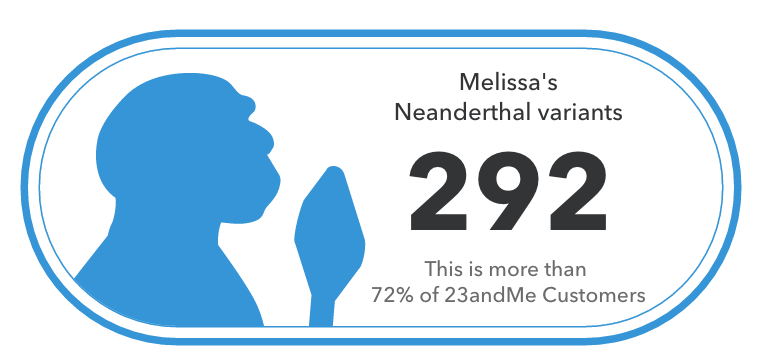 Melissa's
Neanderthal variants
292
This is more than
72% of 23andMe Customers